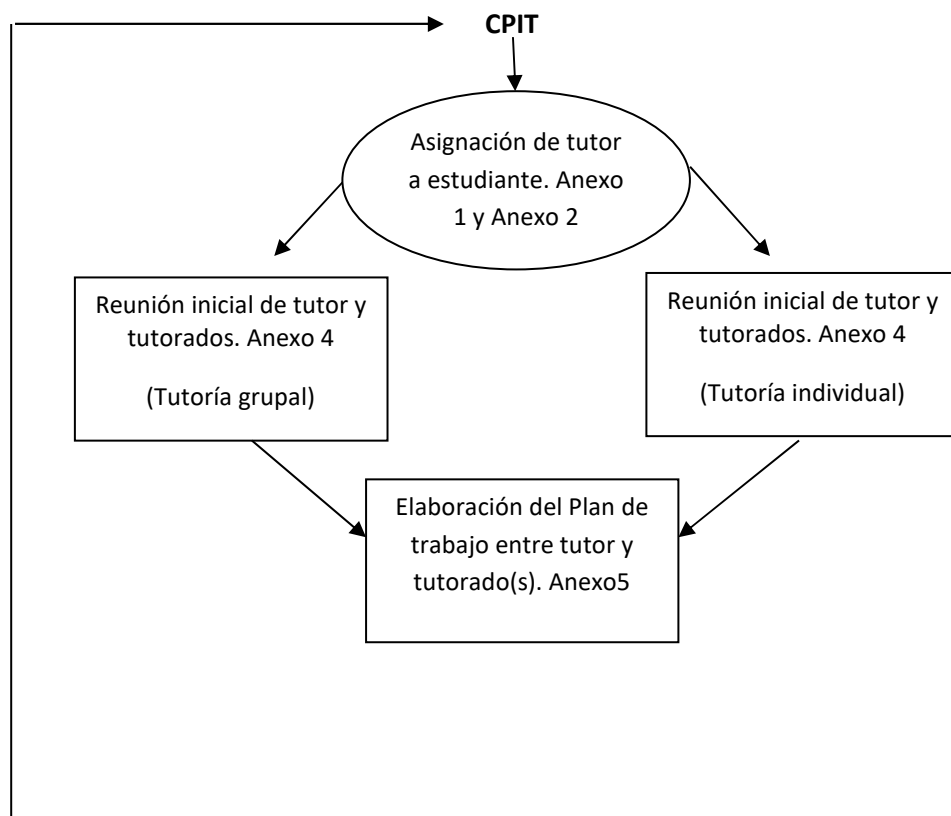 CPIT
Asignación de tutor
a estudiante. Anexo
1 y Anexo 2
Reunión inicial de tutor y
tutorados. Anexo 4
(Tutoría grupal)
Reunión inicial de tutor y
tutorados. Anexo 4
(Tutoría individual)
Elaboración del Plan de
trabajo entre tutor y
tutorado(s). Anexo5